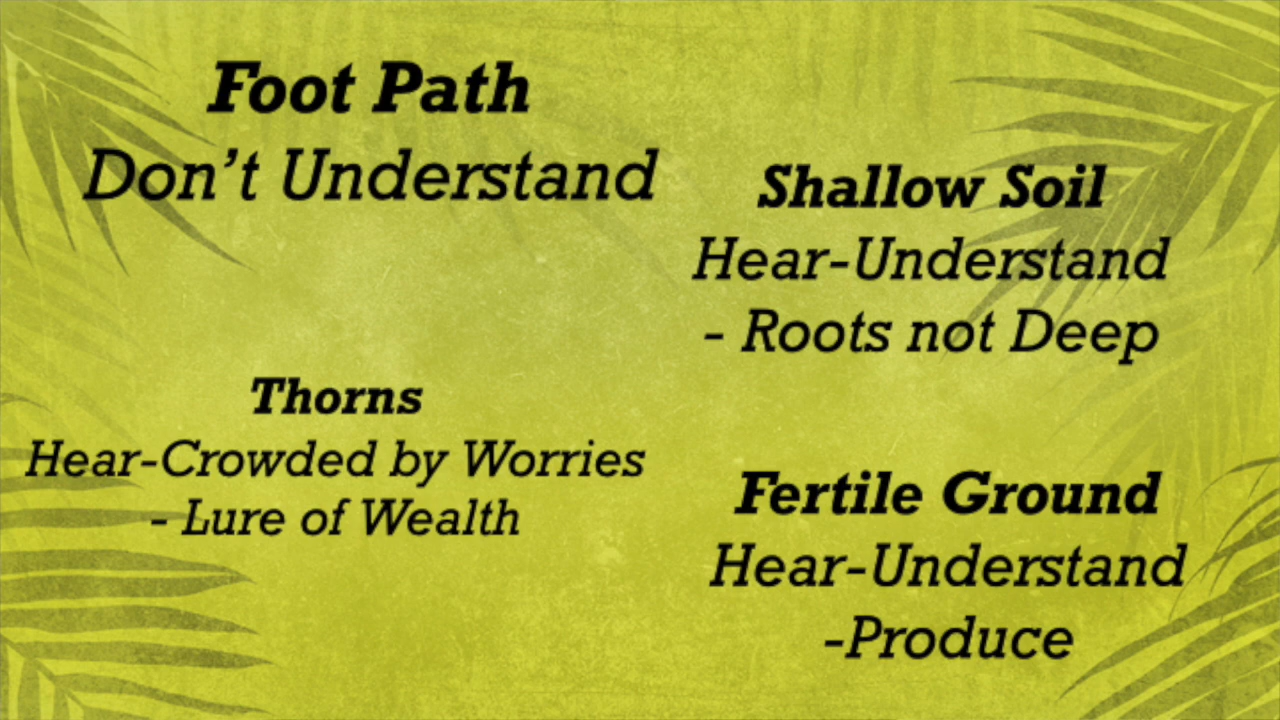 Foot Path
Don’t Understand
Shallow Soil
Hear-Understand
- Roots not Deep
Thorns
Hear-Crowded by Worries
- Lure of Wealth
Fertile Ground
Hear-Understand
-Produce